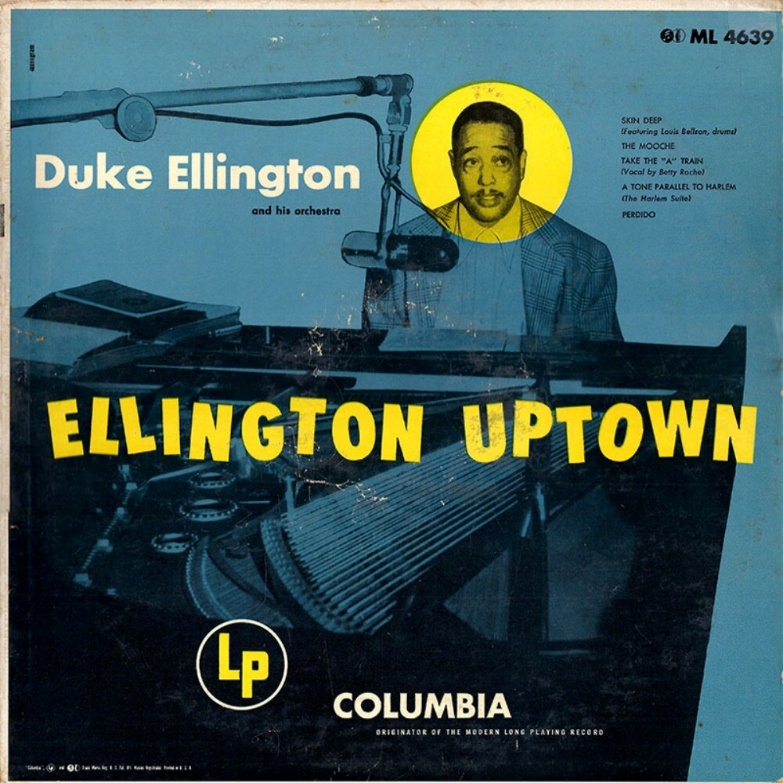 ML 4639
SKIN DEEP
(Featuring Louis Bellson, drums)
THE MOOCHE
TAKE THE "A" TRAIN
(Vocal by Betty Roche)
A TONE PARALLEL TO HARLEM
(The Harlem Suite)
PERDIDO
Duke Ellington
and his orchestra
ELLINGTON UPTOWN
LP
COLUMBIA
ORIGINATOR OF THE MODERN LONG PLAYING RECORD